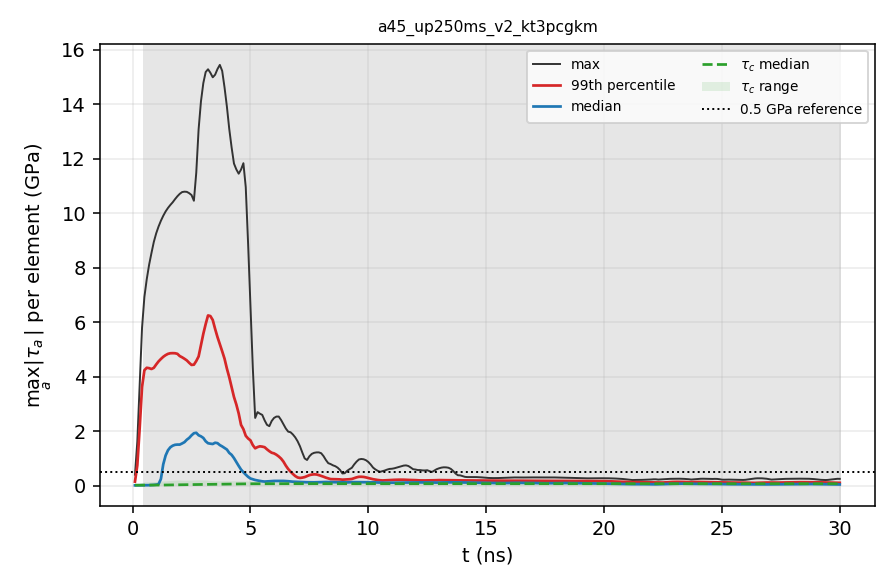 a45_up250ms_v2_kt3pcgkm
max
99th percentile
median
τc median
τc range
0.5 GPa reference
max|τa| per element (GPa)
a
16
14
12
10
8
6
4
2
0
0 5 10 15 20 25 30
t (ns)